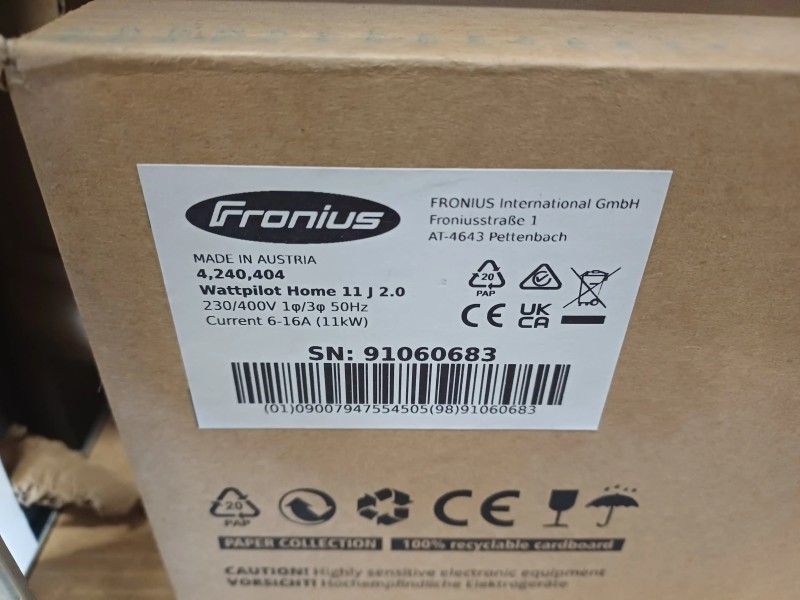 Fronius
FRONIUS International GmbH
Froniusstraße 1
AT-4643 Pettenbach
MADE IN AUSTRIA
4,240,404
Wattpilot Home 11 J 2.0
230/400V 1φ/3φ 50Hz
Current 6-16A (11kW)
20
PAP
CE
UK
CA
SN: 91060683
(01)09007947554505(98)91060683
20
PAP
CE
PAPER COLLECTION
100% recyclable cardboard
CAUTION! Highly sensitive electronic equipment
VORSICHT! Hochempfindliche Elektrogeräte